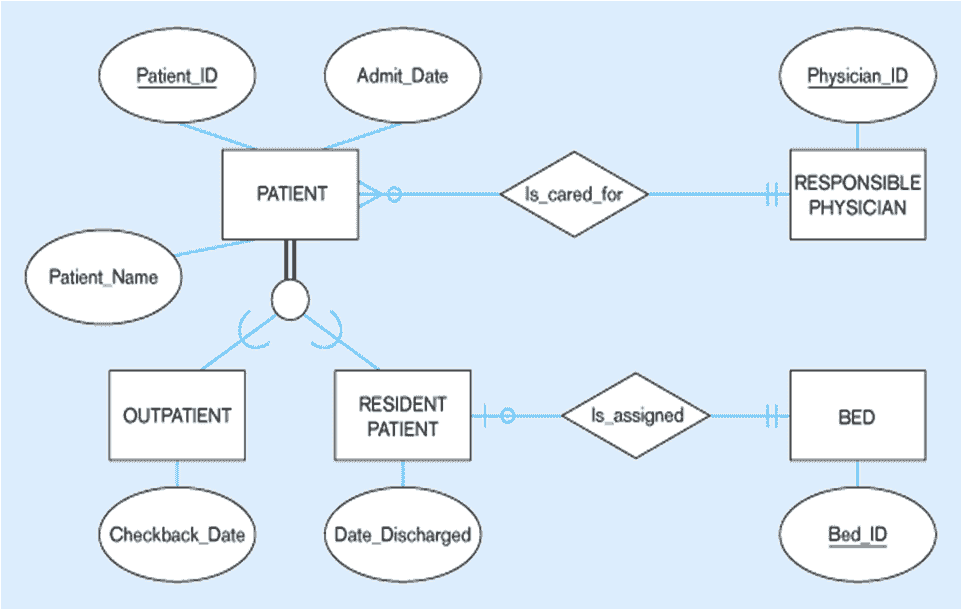 Patient_ID
Admit_Date
Physician_ID
PATIENT
Is_cared_for
RESPONSIBLE
PHYSICIAN
Patient_Name
OUTPATIENT
RESIDENT
PATIENT
Is_assigned
BED
Checkback_Date
Date_Discharged
Bed_ID